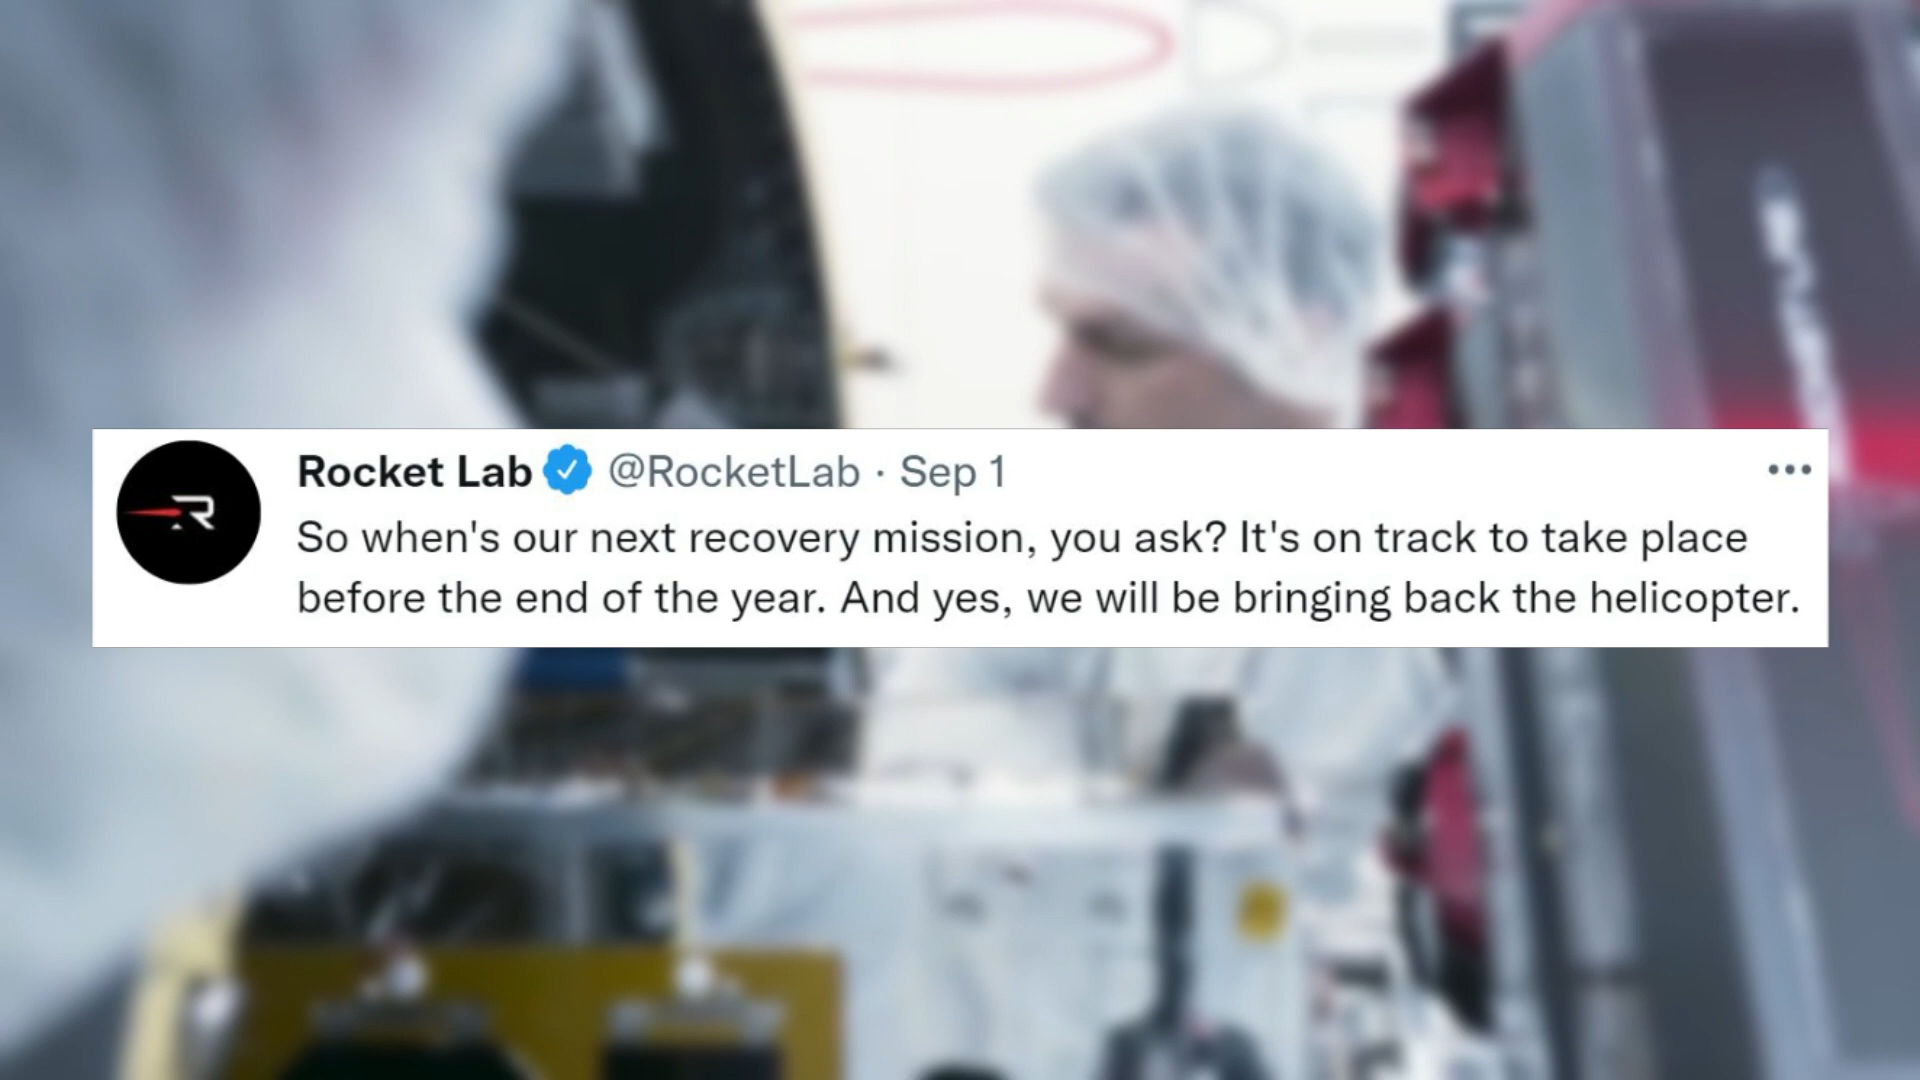 Rocket Lab @RocketLab · Sep 1
So when's our next recovery mission, you ask? It's on track to take place
before the end of the year. And yes, we will be bringing back the helicopter.